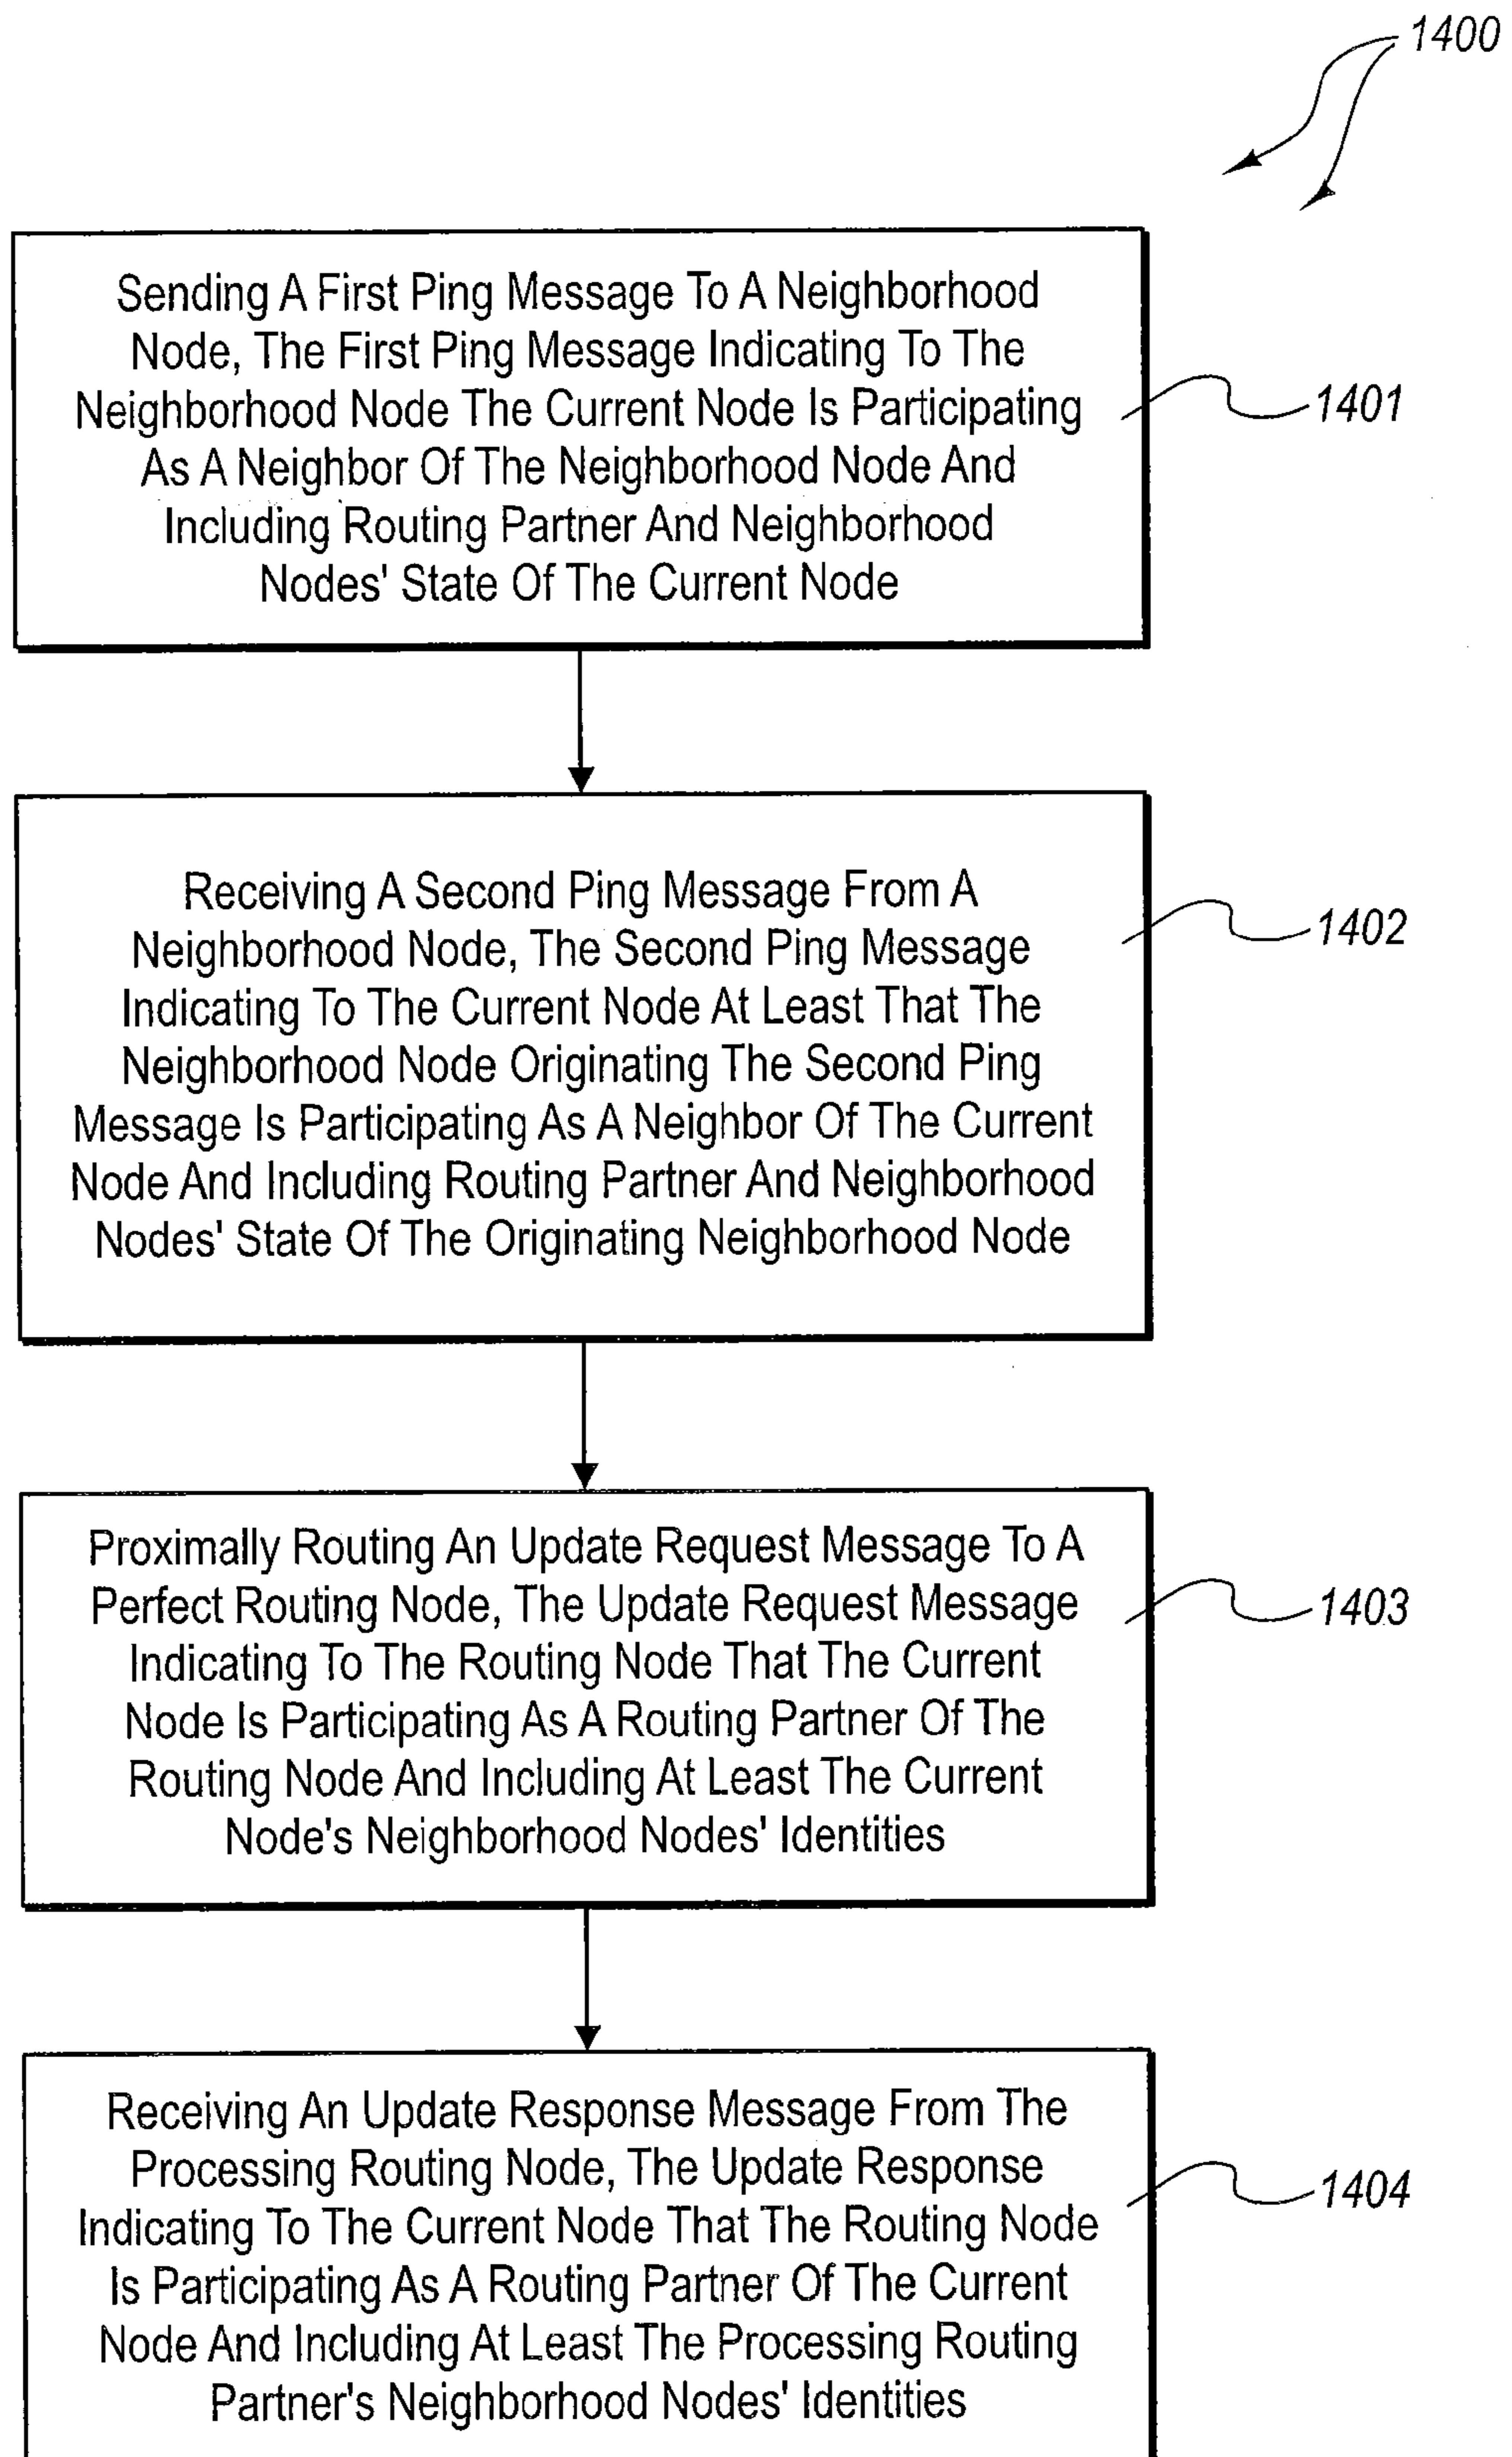 1400
Sending A First Ping Message To A Neighborhood
Node, The First Ping Message Indicating To The
Neighborhood Node The Current Node Is Participating
As A Neighbor Of The Neighborhood Node And
Including Routing Partner And Neighborhood
Nodes' State Of The Current Node
1401
Receiving A Second Ping Message From A
Neighborhood Node, The Second Ping Message
Indicating To The Current Node At Least That The
Neighborhood Node Originating The Second Ping
Message Is Participating As A Neighbor Of The Current
Node And Including Routing Partner And Neighborhood
Nodes' State Of The Originating Neighborhood Node
1402
Proximally Routing An Update Request Message To A
Perfect Routing Node, The Update Request Message
Indicating To The Routing Node That The Current
Node Is Participating As A Routing Partner Of The
Routing Node And Including At Least The Current
Node's Neighborhood Nodes' Identities
1403
Receiving An Update Response Message From The
Processing Routing Node, The Update Response
Indicating To The Current Node That The Routing Node
Is Participating As A Routing Partner Of The Current
Node And Including At Least The Processing Routing
Partner's Neighborhood Nodes' Identities
1404